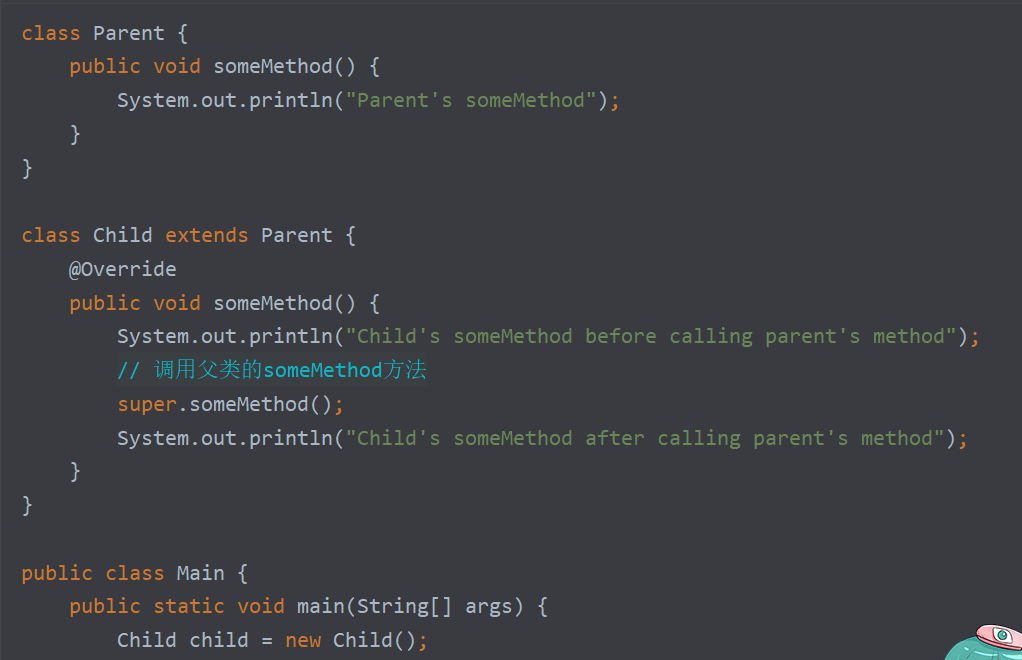 class Parent {
    public void someMethod() {
        System.out.println("Parent's someMethod");
    }
}
class Child extends Parent {
    @Override
    public void someMethod() {
        System.out.println("Child's someMethod before calling parent's method");
        // 调用父类的someMethod方法
        super.someMethod();
        System.out.println("Child's someMethod after calling parent's method");
    }
}
public class Main {
    public static void main(String[] args) {
        Child child = new Child();